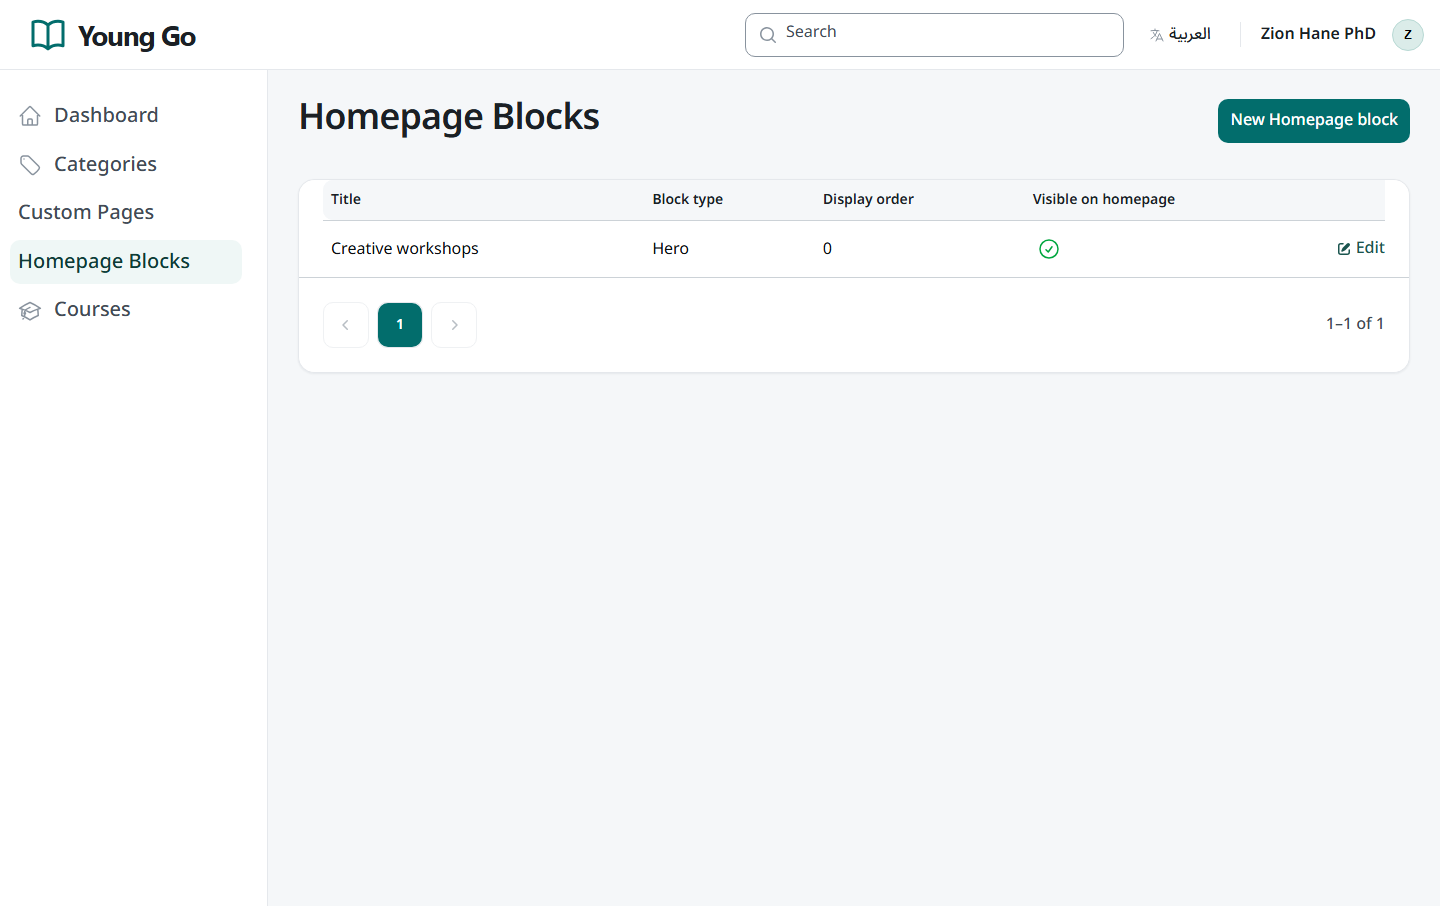 Young Go
Search
العربية
Zion Hane PhD
Z
Dashboard
Categories
Custom Pages
Homepage Blocks
Courses
Homepage Blocks
New Homepage block
Title Block type Display order Visible on homepage
Creative workshops Hero 0 Edit
1
1–1 of 1